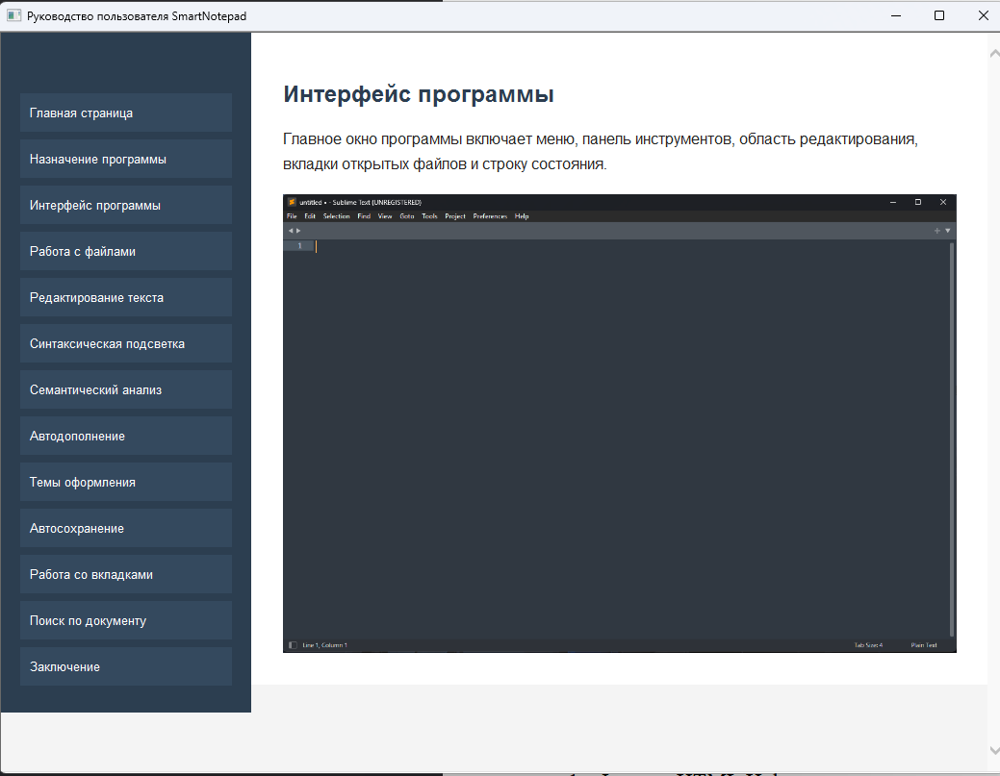 Руководство пользователя SmartNotepad
Главная страница
Назначение программы
Интерфейс программы
Работа с файлами
Редактирование текста
Синтаксическая подсветка
Семантический анализ
Автодополнение
Темы оформления
Автосохранение
Работа со вкладками
Поиск по документу
Заключение
Интерфейс программы
Главное окно программы включает меню, панель инструментов, область редактирования,
вкладки открытых файлов и строку состояния.
untitled • - Sublime Text (UNREGISTERED)
File Edit Selection Find View Goto Tools Project Preferences Help
1
Line 1, Column 1 Tab Size: 4 Plain Text